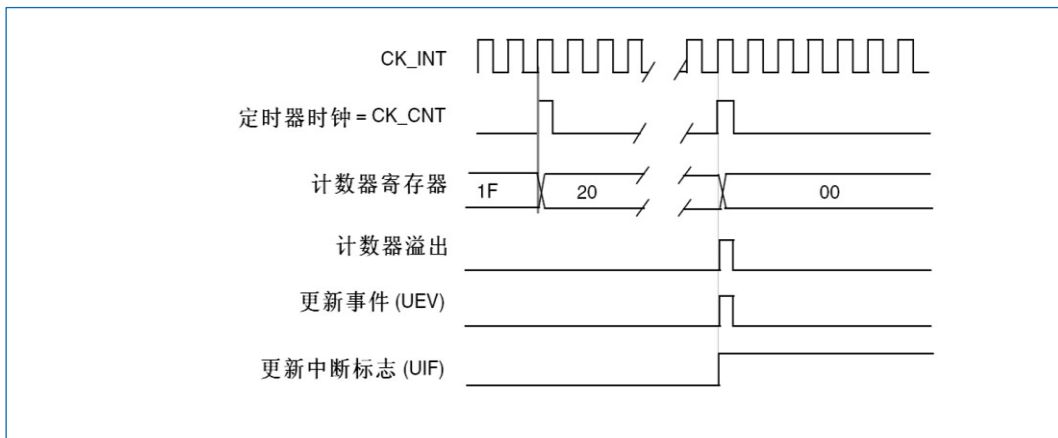 CK_INT
定时器时钟 = CK_CNT
计数器寄存器 1F 20 00
计数器溢出
更新事件 (UEV)
更新中断标志 (UIF)